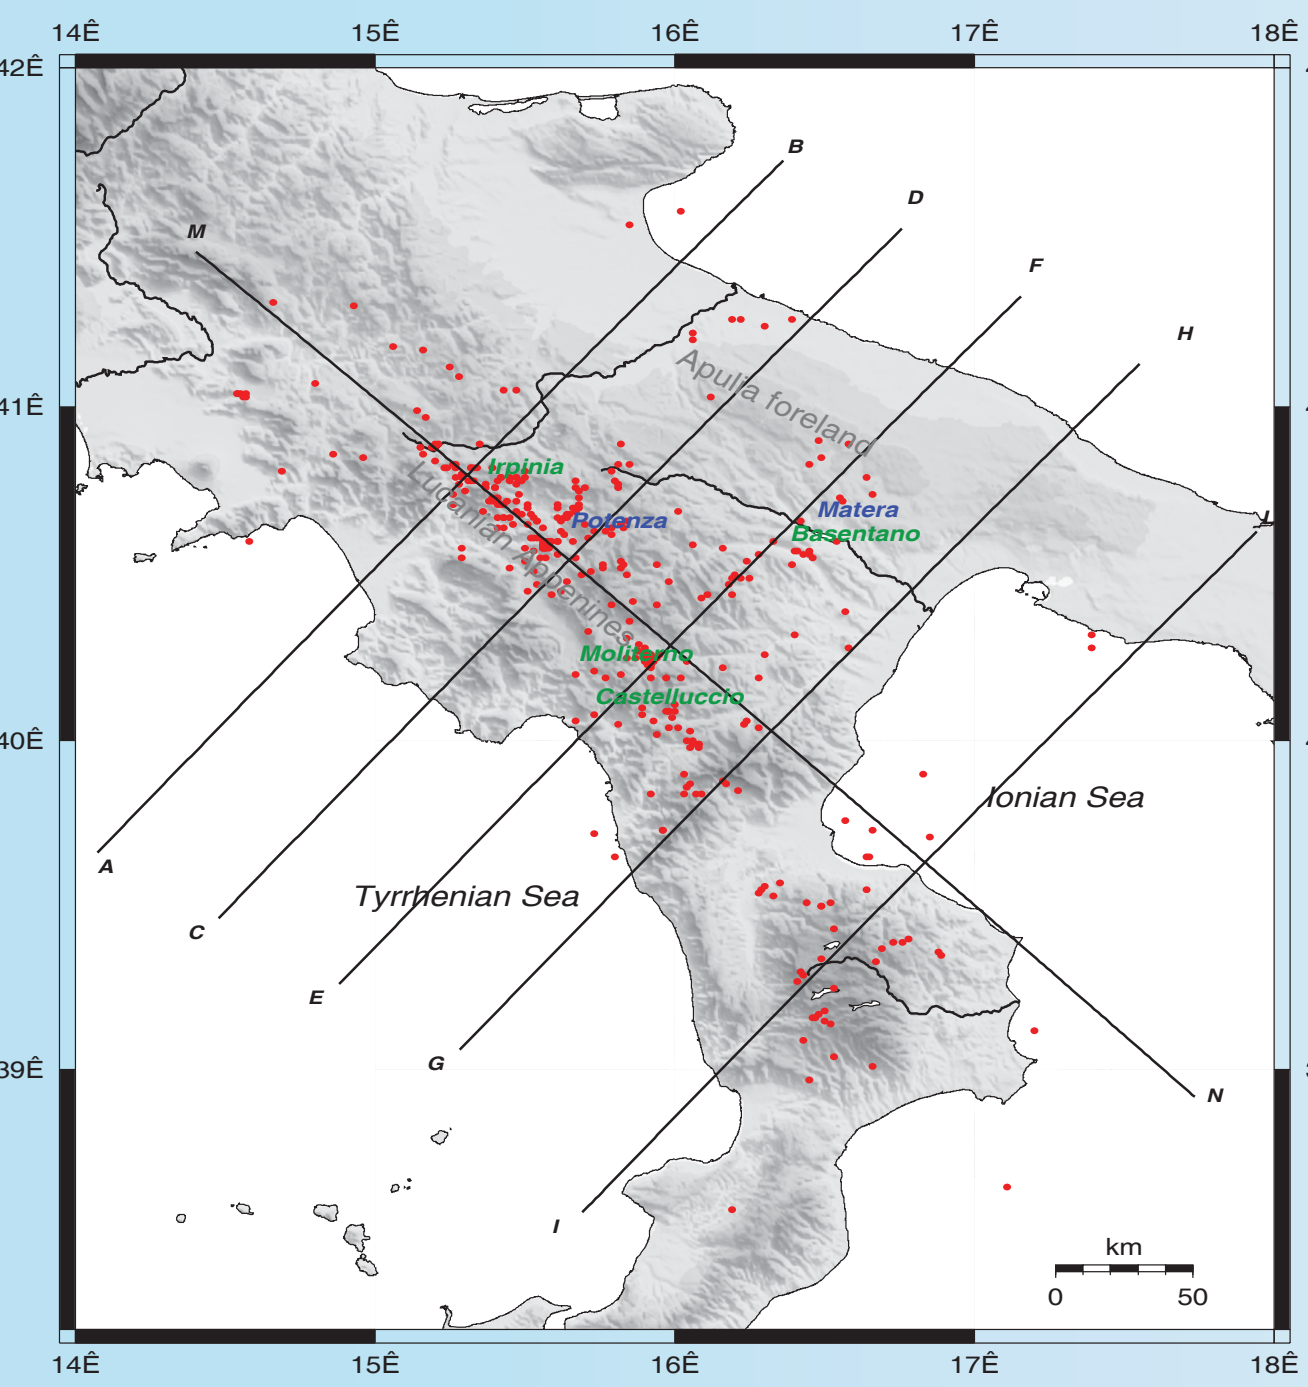 14Ê 15Ê 16Ê 17Ê 18Ê
42Ê
B
D
M
F
H
Apulia foreland
41Ê
Irpinia
Lucanian Appenines
Matera
Potenza
Basentano
Moliterno
Castelluccio
40Ê
Ionian Sea
A
Tyrrhenian Sea
C
E
G
39Ê
N
I
km
0 50
14Ê 15Ê 16Ê 17Ê 18Ê